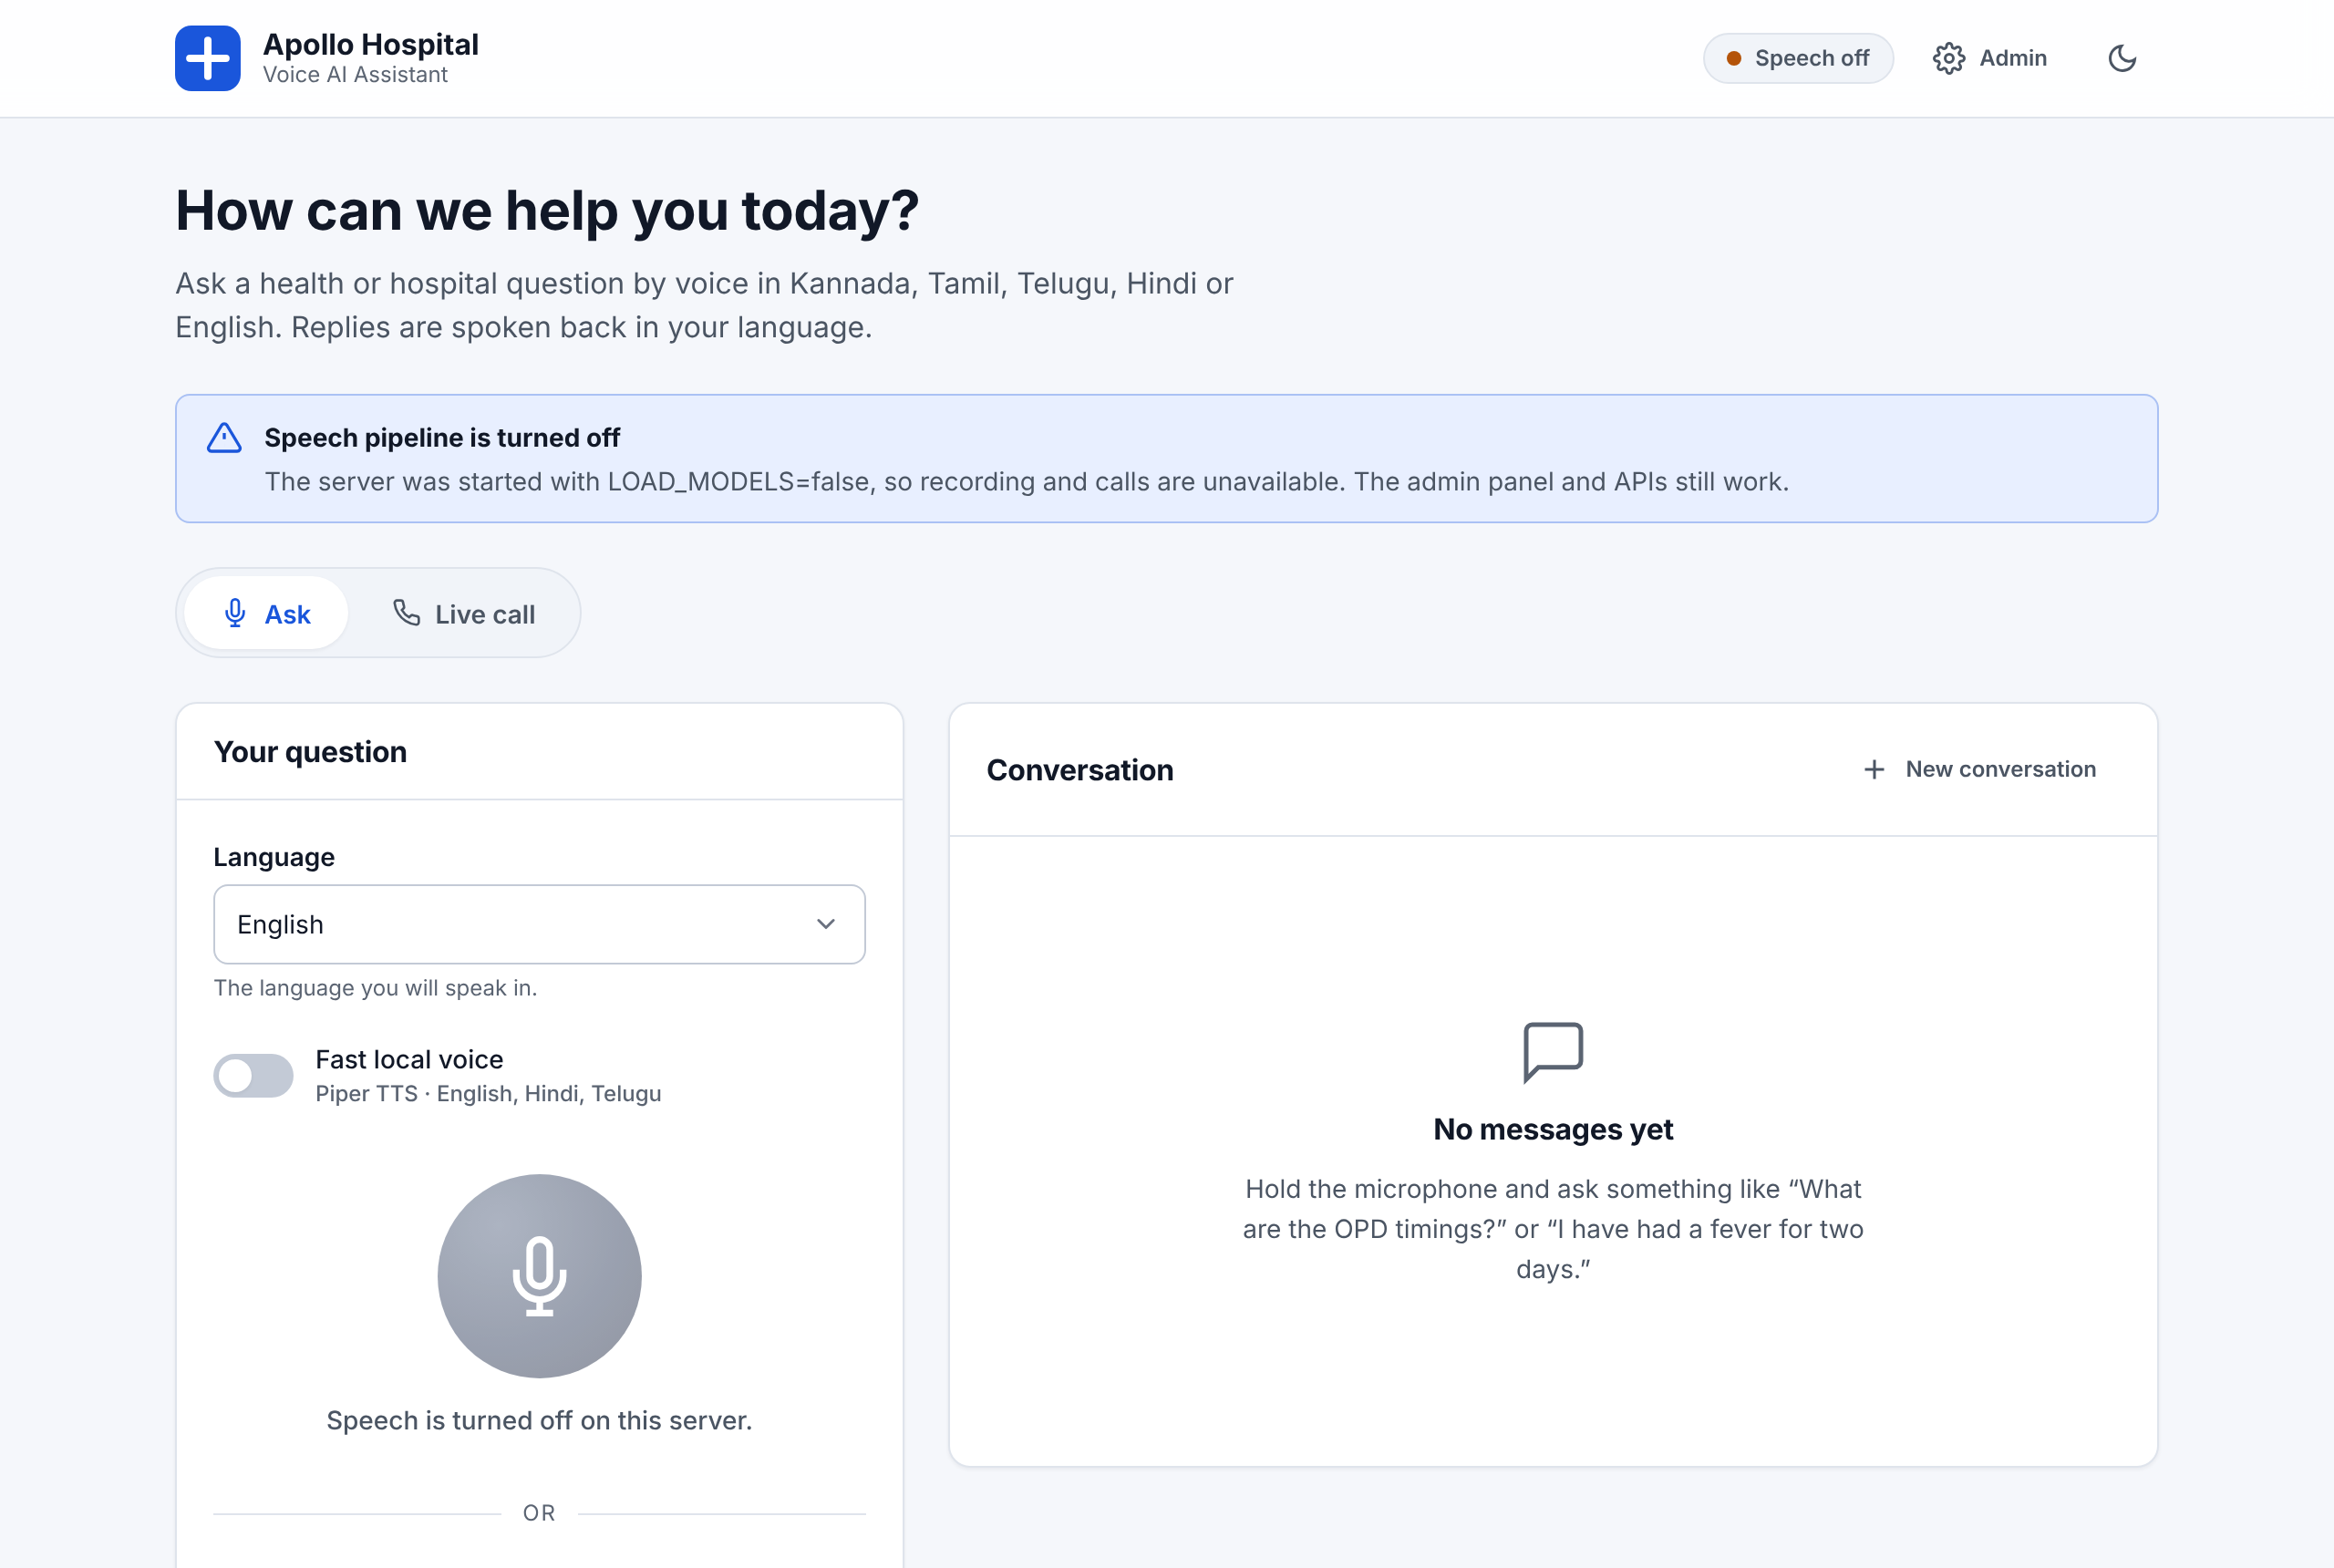 Apollo Hospital
Voice AI Assistant
Speech off
Admin
How can we help you today?
Ask a health or hospital question by voice in Kannada, Tamil, Telugu, Hindi or
English. Replies are spoken back in your language.
Speech pipeline is turned off
The server was started with LOAD_MODELS=false, so recording and calls are unavailable. The admin panel and APIs still work.
Ask
Live call
Your question
Language
English
The language you will speak in.
Fast local voice
Piper TTS · English, Hindi, Telugu
Speech is turned off on this server.
OR
Conversation
New conversation
No messages yet
Hold the microphone and ask something like “What
are the OPD timings?” or “I have had a fever for two
days.”